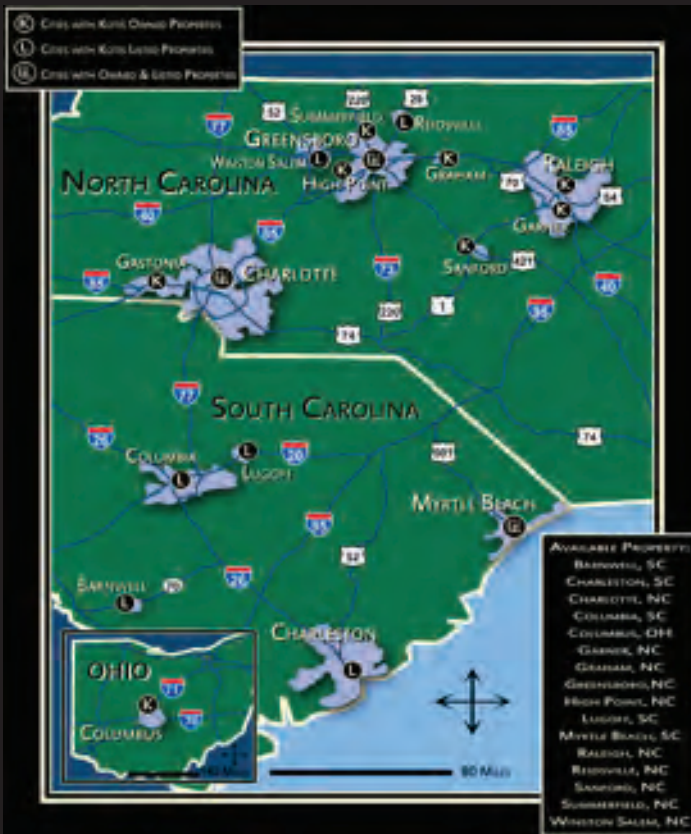 K Cities with Kotis Owned Properties
L Cities with Kotis Listed Properties
Cities with Owned & Listed Properties
52
220
29
Summerfield
K
L Reidsville
77
85
Greensboro
Winston Salem L
K
High Point
K
Graham
Raleigh
K
70
64
North Carolina
40
Garner
K
85
K
Sanford
421
Gastonia
K
Charlotte
85
73
40
220
1
95
74
77
South Carolina
26
Columbia
L
L
Lugoff
20
74
501
Myrtle Beach
95
52
Barnwell
L
70
26
Charleston
L
Ohio
71
K
70
Columbus
80 Miles
Available Properties
Barnwell, SC
Charleston, SC
Charlotte, NC
Columbia, SC
Columbus, OH
Garner, NC
Graham, NC
Greensboro, NC
High Point, NC
Lugoff, SC
Myrtle Beach, SC
Raleigh, NC
Reidsville, NC
Sanford, NC
Summerfield, NC
Winston Salem, NC